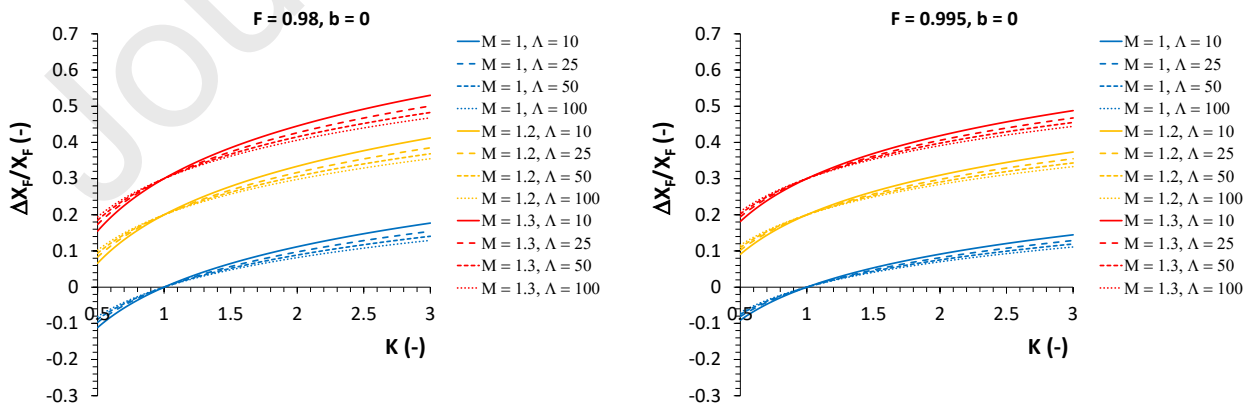 F = 0.98, b = 0
0.7
0.6
0.5
0.4
0.3
0.2
0.1
0
-0.1
-0.2
-0.3
0.5
1
1.5
2
2.5
3
ΔX_F/X_F (-)
K (-)
M = 1, Λ = 10
M = 1, Λ = 25
M = 1, Λ = 50
M = 1, Λ = 100
M = 1.2, Λ = 10
M = 1.2, Λ = 25
M = 1.2, Λ = 50
M = 1.2, Λ = 100
M = 1.3, Λ = 10
M = 1.3, Λ = 25
M = 1.3, Λ = 50
M = 1.3, Λ = 100
F = 0.995, b = 0
0.7
0.6
0.5
0.4
0.3
0.2
0.1
0
-0.1
-0.2
-0.3
0.5
1
1.5
2
2.5
3
ΔX_F/X_F (-)
K (-)
M = 1, Λ = 10
M = 1, Λ = 25
M = 1, Λ = 50
M = 1, Λ = 100
M = 1.2, Λ = 10
M = 1.2, Λ = 25
M = 1.2, Λ = 50
M = 1.2, Λ = 100
M = 1.3, Λ = 10
M = 1.3, Λ = 25
M = 1.3, Λ = 50
M = 1.3, Λ = 100